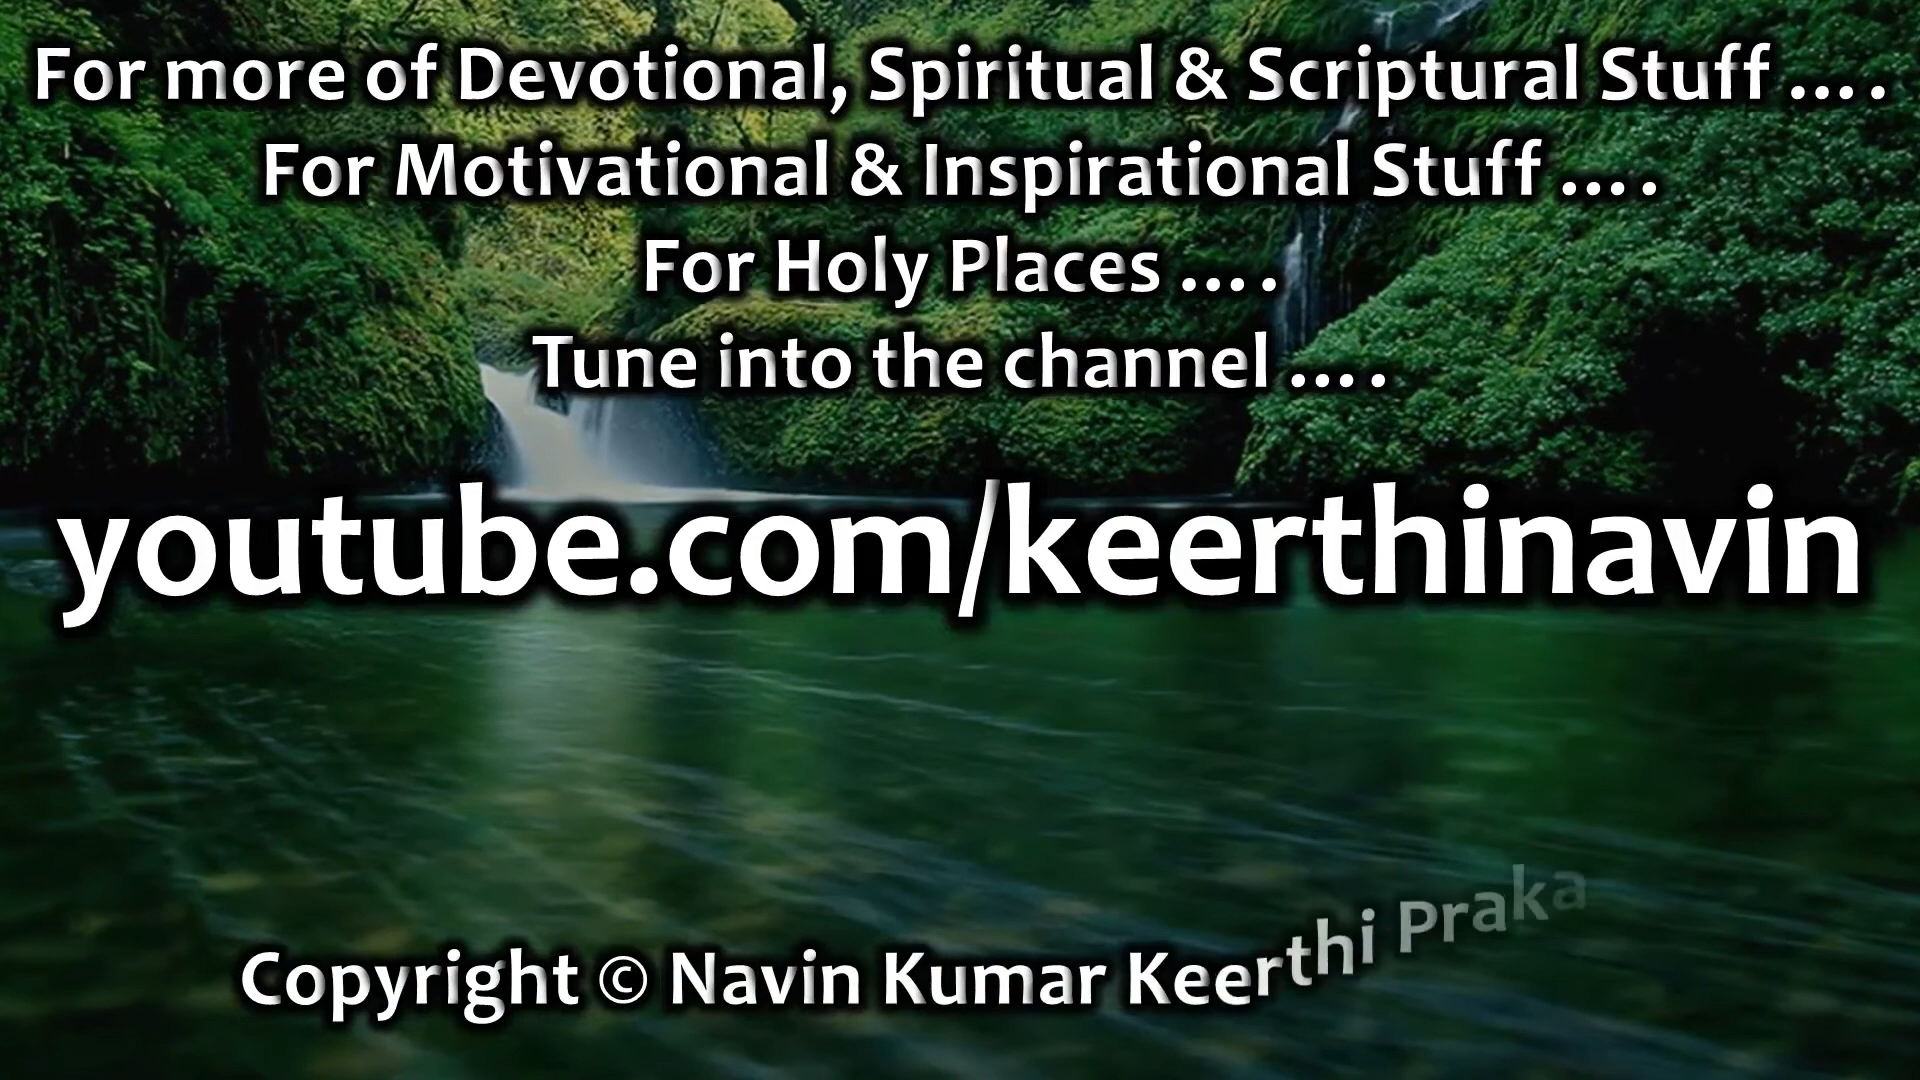 For more of Devotional, Spiritual & Scriptural Stuff ....
For Motivational & Inspirational Stuff ....
For Holy Places ....
Tune into the channel ....
youtube.com/keerthinavin
Copyright © Navin Kumar Keerthi Praka